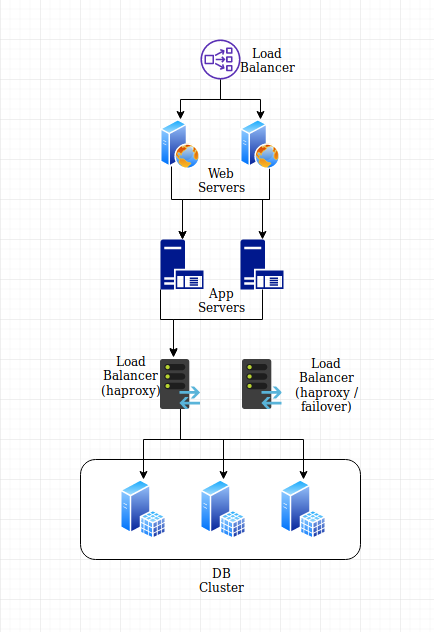 Load
Balancer
Web
Servers
App
Servers
Load
Balancer
(haproxy)
Load
Balancer
(haproxy /
failover)
DB
Cluster